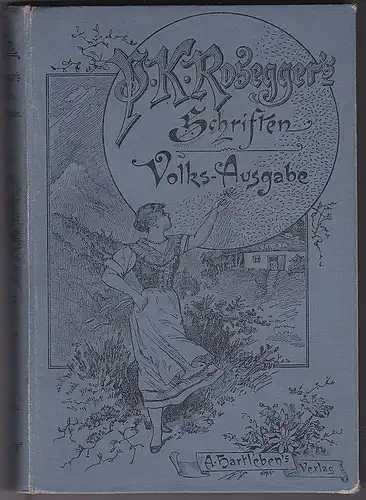 P. K. Rosegger's
Schriften
Volks-Ausgabe
A. Hartleben's
Verlag